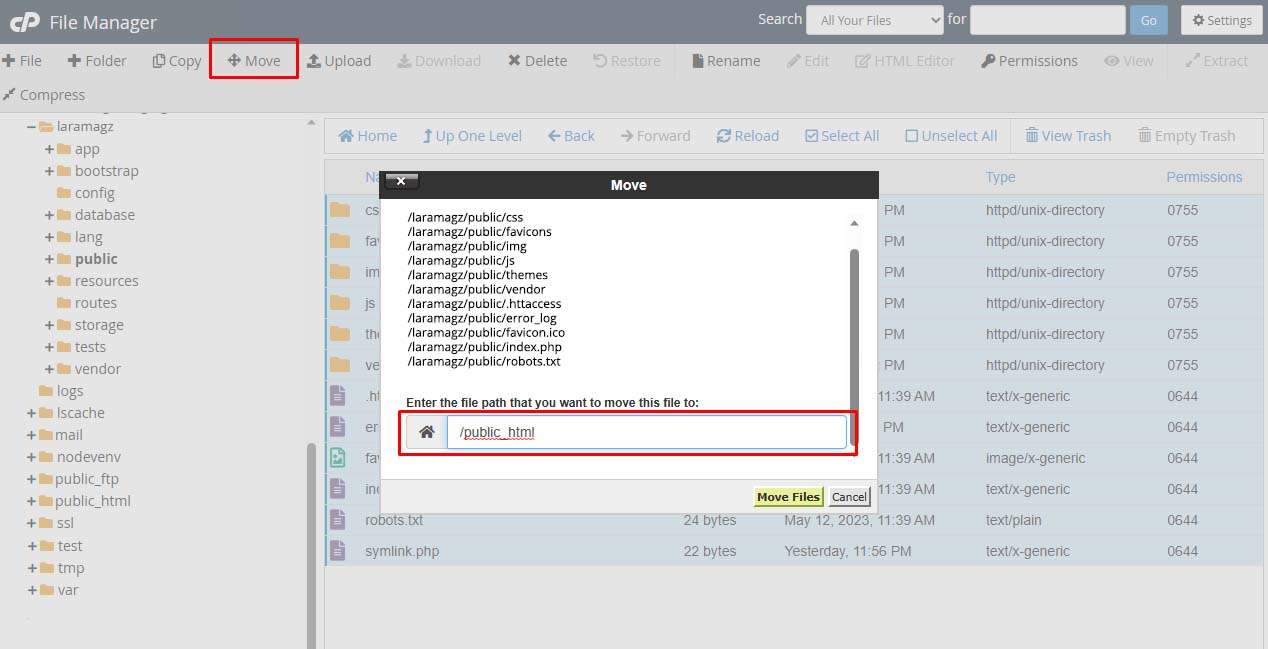 cP File Manager
Search All Your Files for Go Settings
File Folder Copy Move Upload Download Delete Restore Rename Edit HTML Editor Permissions View Extract
Compress
laramagz
app
bootstrap
config
database
lang
public
resources
routes
storage
tests
vendor
logs
lscache
mail
nodevenv
public_ftp
public_html
ssl
test
tmp
var
Home Up One Level Back Forward Reload Select All Unselect All View Trash Empty Trash
Type Permissions
PM httpd/unix-directory 0755
PM httpd/unix-directory 0755
PM httpd/unix-directory 0755
js PM httpd/unix-directory 0755
PM httpd/unix-directory 0755
PM httpd/unix-directory 0755
11:39 AM text/x-generic 0644
PM text/x-generic 0644
11:39 AM image/x-generic 0644
11:39 AM text/x-generic 0644
robots.txt 24 bytes May 12, 2023, 11:39 AM text/plain 0644
symlink.php 22 bytes Yesterday, 11:56 PM text/x-generic 0644
Move
/laramagz/public/css
/laramagz/public/favicons
/laramagz/public/img
/laramagz/public/js
/laramagz/public/themes
/laramagz/public/vendor
/laramagz/public/.httaccess
/laramagz/public/error_log
/laramagz/public/favicon.ico
/laramagz/public/index.php
/laramagz/public/robots.txt
Enter the file path that you want to move this file to:
/public_html
Move Files Cancel